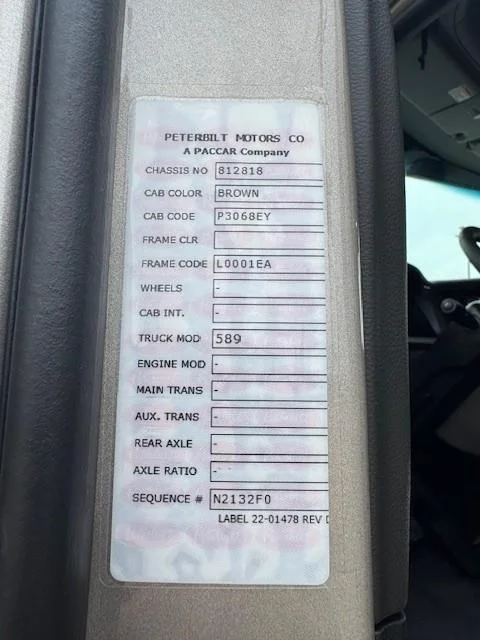 PETERBILT MOTORS CO
A PACCAR Company
CHASSIS NO 812818
CAB COLOR BROWN
CAB CODE P3068EY
FRAME CLR
FRAME CODE L0001EA
WHEELS -
CAB INT. -
TRUCK MOD 589
ENGINE MOD -
MAIN TRANS -
AUX. TRANS -
REAR AXLE -
AXLE RATIO -
SEQUENCE # N2132F0
LABEL 22-01478 REV